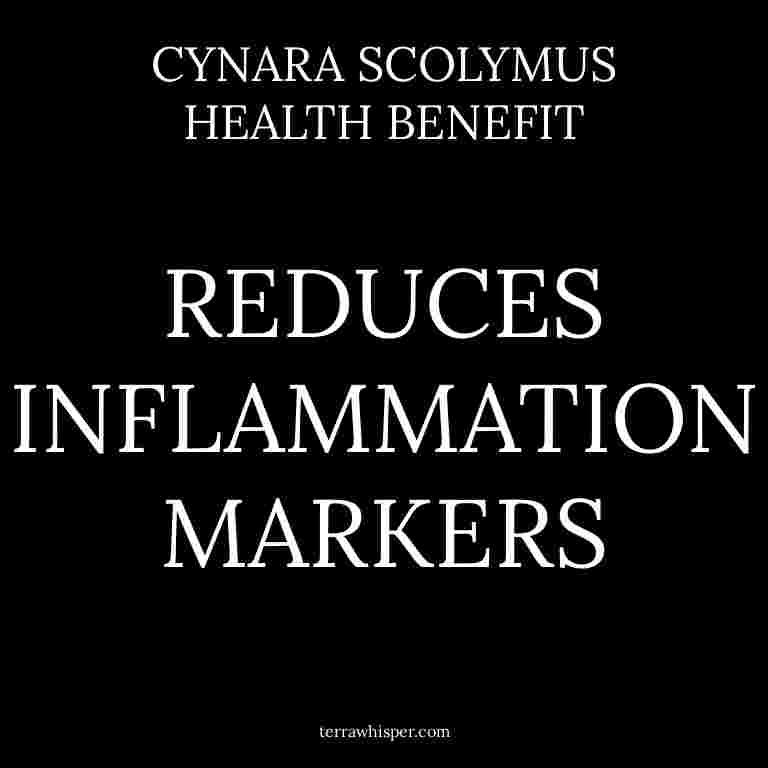 CYNARA SCOLYMUS
HEALTH BENEFIT
REDUCES
INFLAMMATION
MARKERS
terrawhisper.com